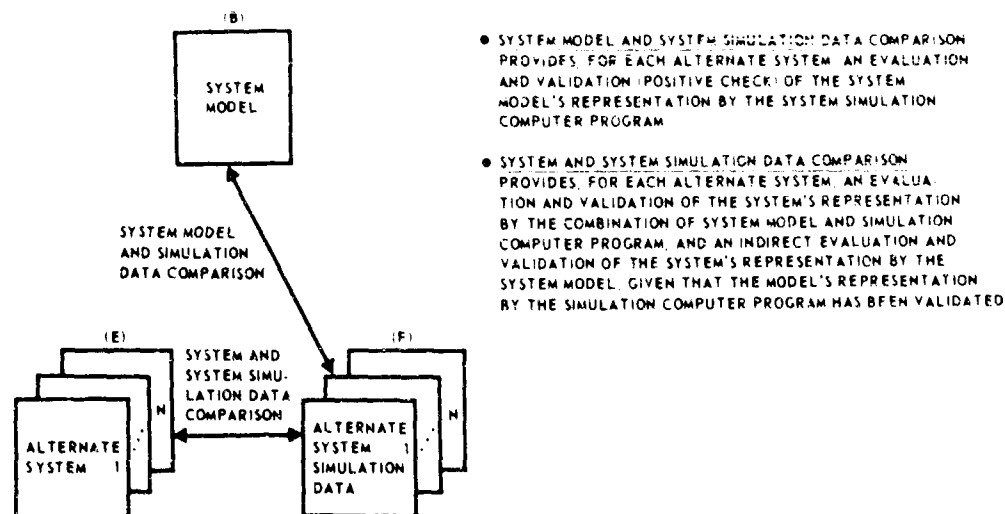 (B)
SYSTEM
MODEL
SYSTEM MODEL
AND SIMULATION
DATA COMPARISON
(E)
N
ALTERNATE
SYSTEM 1
SYSTEM AND
SYSTEM SIMU-
LATION DATA
COMPARISON
(F)
N
ALTERNATE
SYSTEM 1
SIMULATION
DATA
● SYSTEM MODEL AND SYSTEM SIMULATION DATA COMPARISON
PROVIDES, FOR EACH ALTERNATE SYSTEM, AN EVALUATION
AND VALIDATION (POSITIVE CHECK) OF THE SYSTEM
MODEL'S REPRESENTATION BY THE SYSTEM SIMULATION
COMPUTER PROGRAM
● SYSTEM AND SYSTEM SIMULATION DATA COMPARISON
PROVIDES, FOR EACH ALTERNATE SYSTEM, AN EVALUA-
TION AND VALIDATION OF THE SYSTEM'S REPRESENTATION
BY THE COMBINATION OF SYSTEM MODEL AND SIMULATION
COMPUTER PROGRAM, AND AN INDIRECT EVALUATION AND
VALIDATION OF THE SYSTEM'S REPRESENTATION BY THE
SYSTEM MODEL, GIVEN THAT THE MODEL'S REPRESENTATION
BY THE SIMULATION COMPUTER PROGRAM HAS BEEN VALIDATED